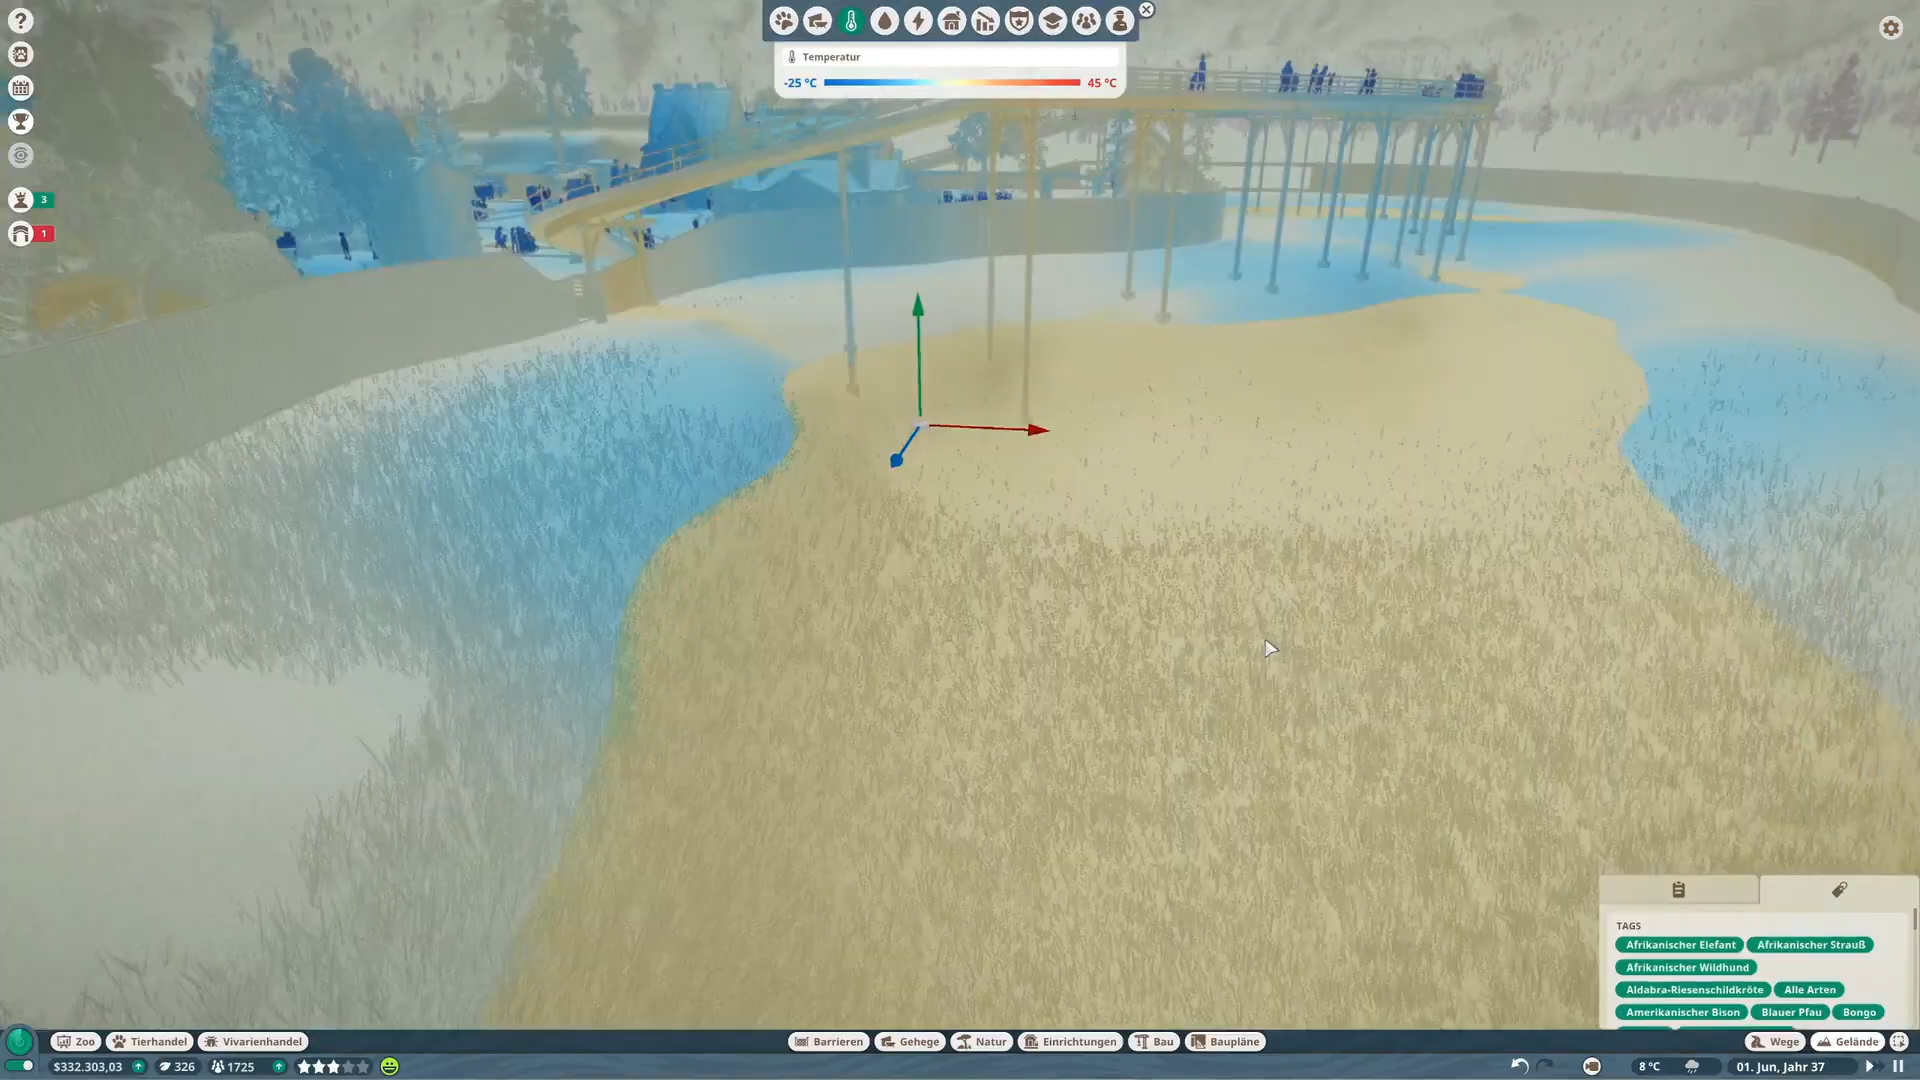 Temperatur
-25 °C 45 °C
3
1
TAGS
Afrikanischer Elefant Afrikanischer Strauß
Afrikanischer Wildhund
Aldabra-Riesenschildkröte Alle Arten
Amerikanischer Bison Blauer Pfau Bongo
Zoo Tierhandel Vivarienhandel Barrieren Gehege Natur Einrichtungen Bau Baupläne Wege Gelände
$332.303,03 326 1725 8 °C 01. Jun, Jahr 37